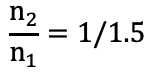 n₂/n₁ = 1/1.5